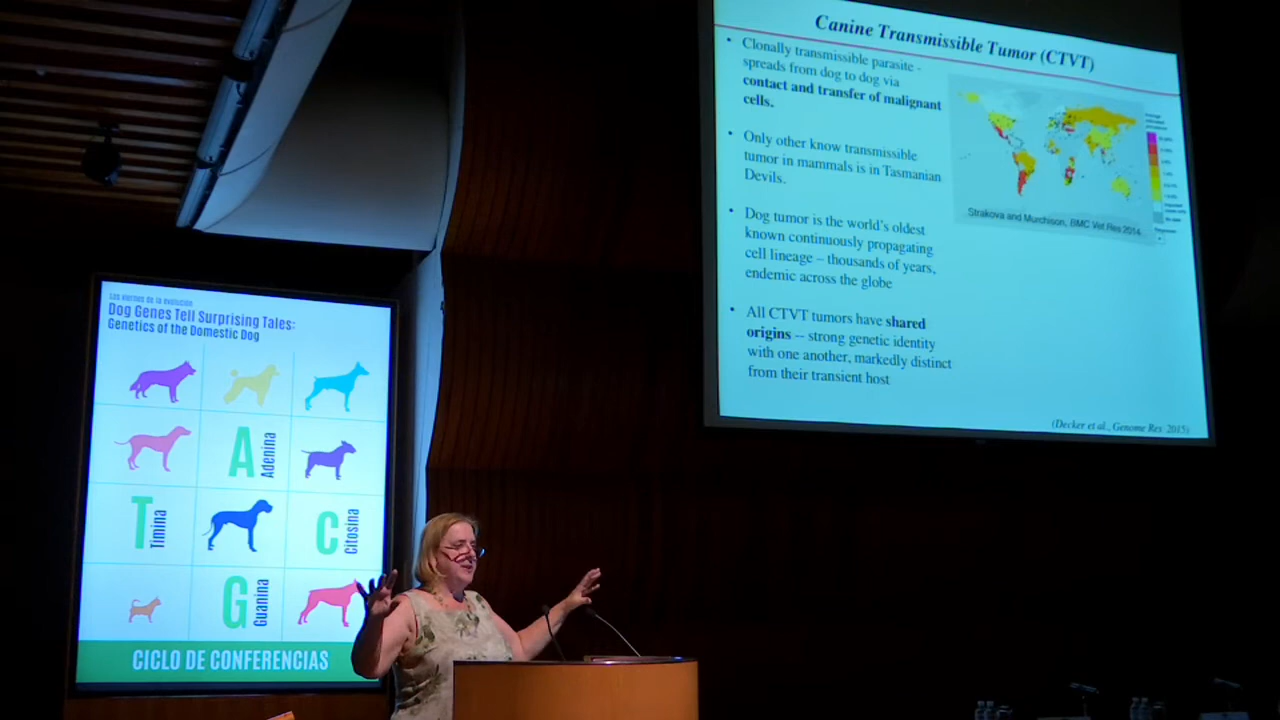 Los viernes de la evolución
Dog Genes Tell Surprising Tales:
Genetics of the Domestic Dog
A
Adenina
T
Timina
C
Citosina
G
Guanina
CICLO DE CONFERENCIAS
Canine Transmissible Tumor (CTVT)
• Clonally transmissible parasite -
spreads from dog to dog via
contact and transfer of malignant
cells.
• Only other know transmissible
tumor in mammals is in Tasmanian
Devils.
• Dog tumor is the world's oldest
known continuously propagating
cell lineage – thousands of years,
endemic across the globe
• All CTVT tumors have shared
origins -- strong genetic identity
with one another, markedly distinct
from their transient host
Strakova and Murchison, BMC Vet Res 2014
(Decker et al., Genome Res 2015)